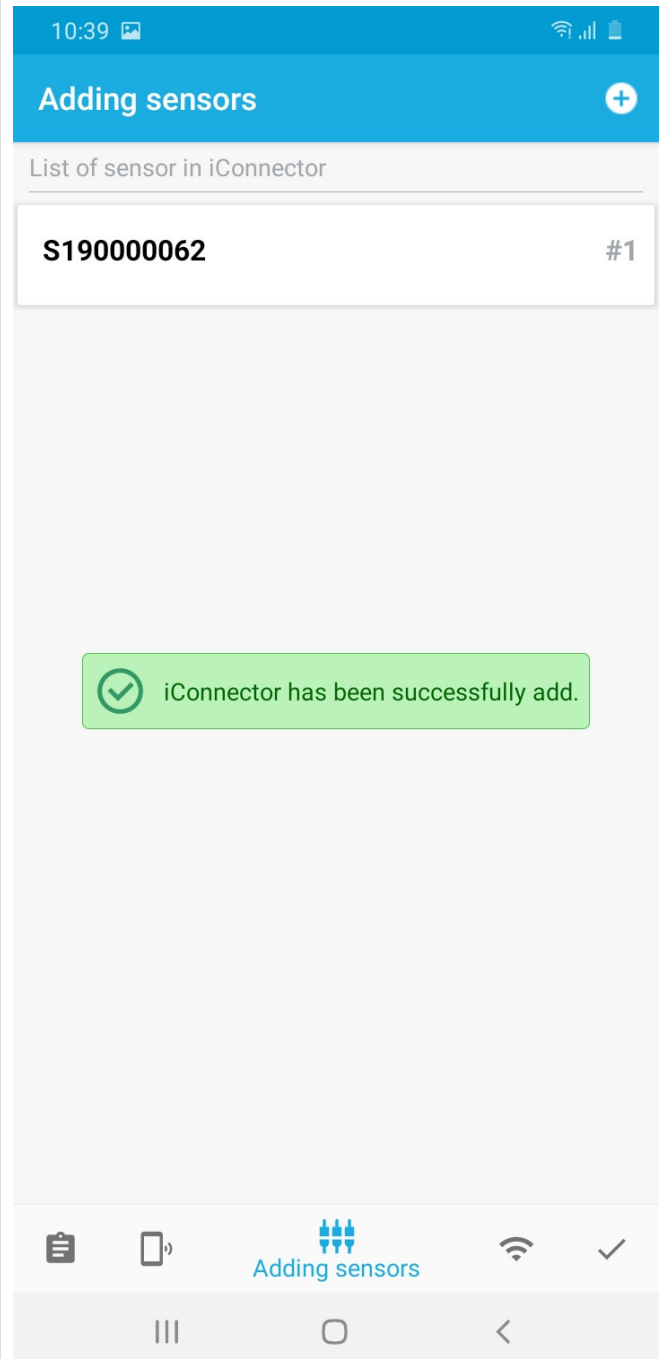 10:39
Adding sensors
List of sensor in iConnector
S190000062 #1
iConnector has been successfully add.
Adding sensors